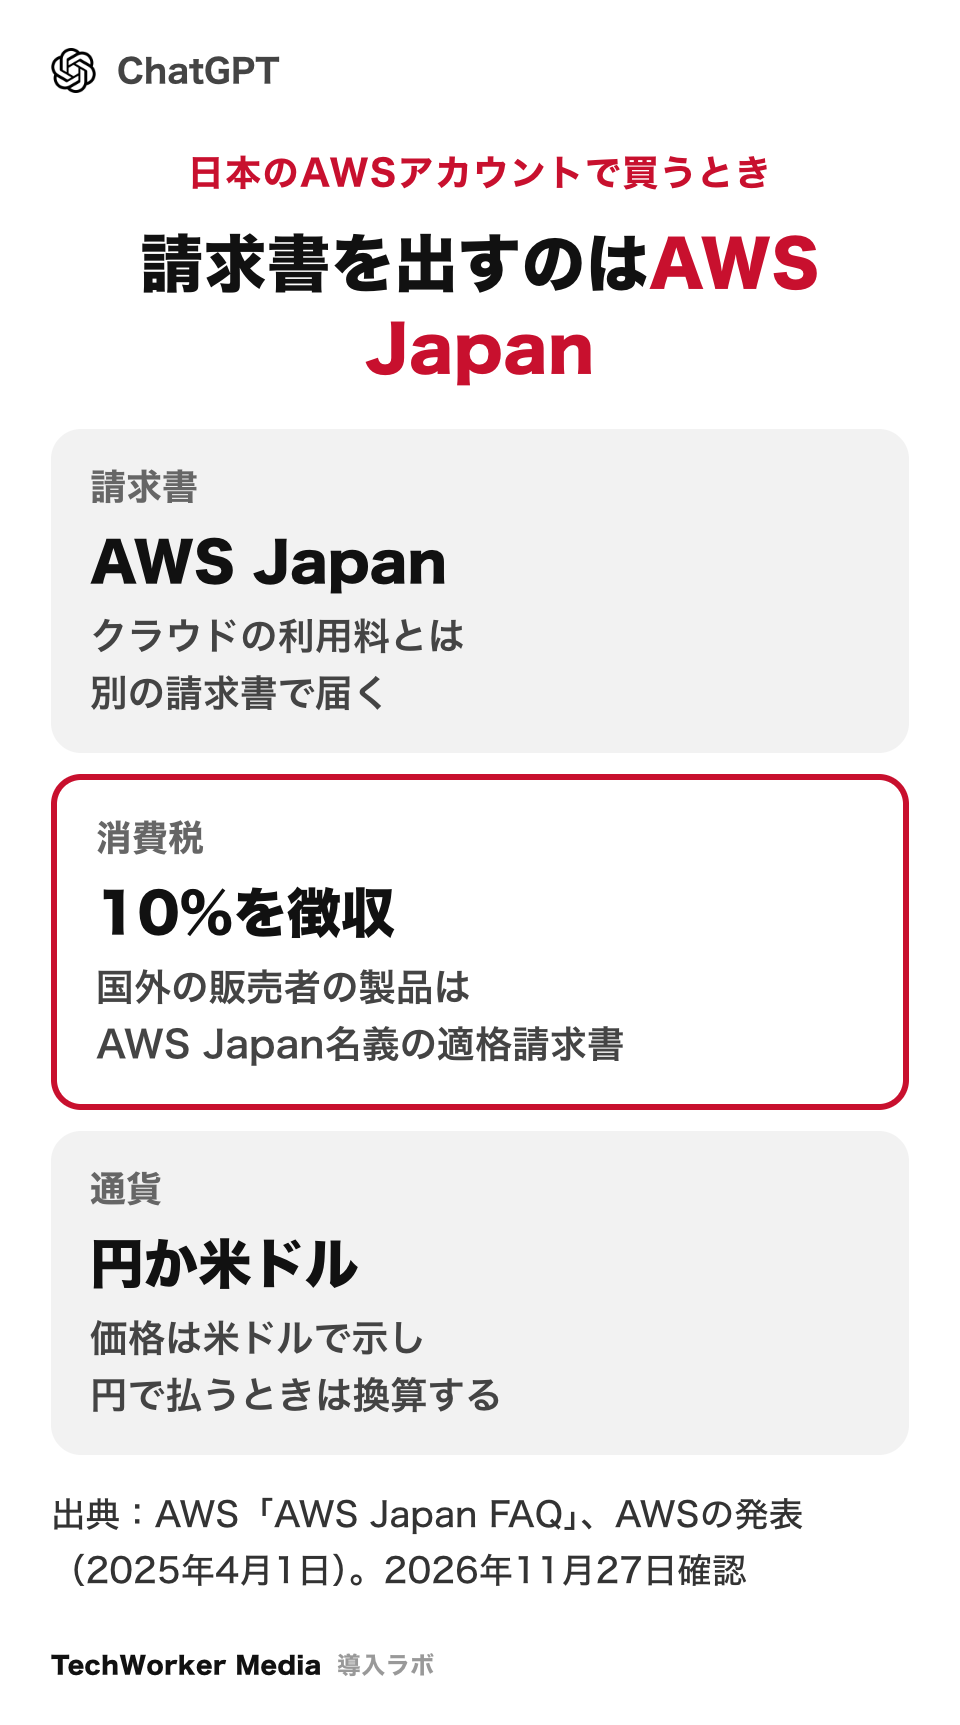 ChatGPT
日本のAWSアカウントで買うとき
請求書を出すのはAWS
Japan
請求書
AWS Japan
クラウドの利用料とは
別の請求書で届く
消費税
10%を徴収
国外の販売者の製品は
AWS Japan名義の適格請求書
通貨
円か米ドル
価格は米ドルで示し
円で払うときは換算する
出典：AWS「AWS Japan FAQ」、AWSの発表
（2025年4月1日）。2026年11月27日確認
TechWorker Media 導入ラボ